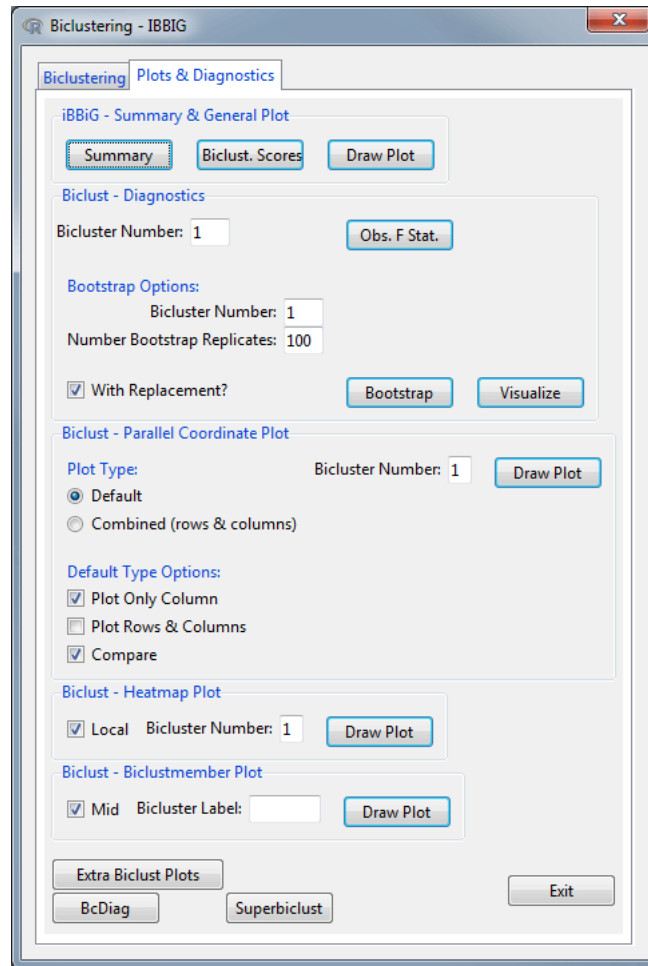 Biclustering - IBBIG
Biclustering Plots & Diagnostics
iBBiG - Summary & General Plot
Summary Biclust. Scores Draw Plot
Biclust - Diagnostics
Bicluster Number: 1 Obs. F Stat.
Bootstrap Options:
Bicluster Number: 1
Number Bootstrap Replicates: 100
With Replacement? Bootstrap Visualize
Biclust - Parallel Coordinate Plot
Plot Type: Bicluster Number: 1 Draw Plot
Default
Combined (rows & columns)
Default Type Options:
Plot Only Column
Plot Rows & Columns
Compare
Biclust - Heatmap Plot
Local Bicluster Number: 1 Draw Plot
Biclust - Biclustmember Plot
Mid Bicluster Label: Draw Plot
Extra Biclust Plots
Exit
BcDiag Superbiclust